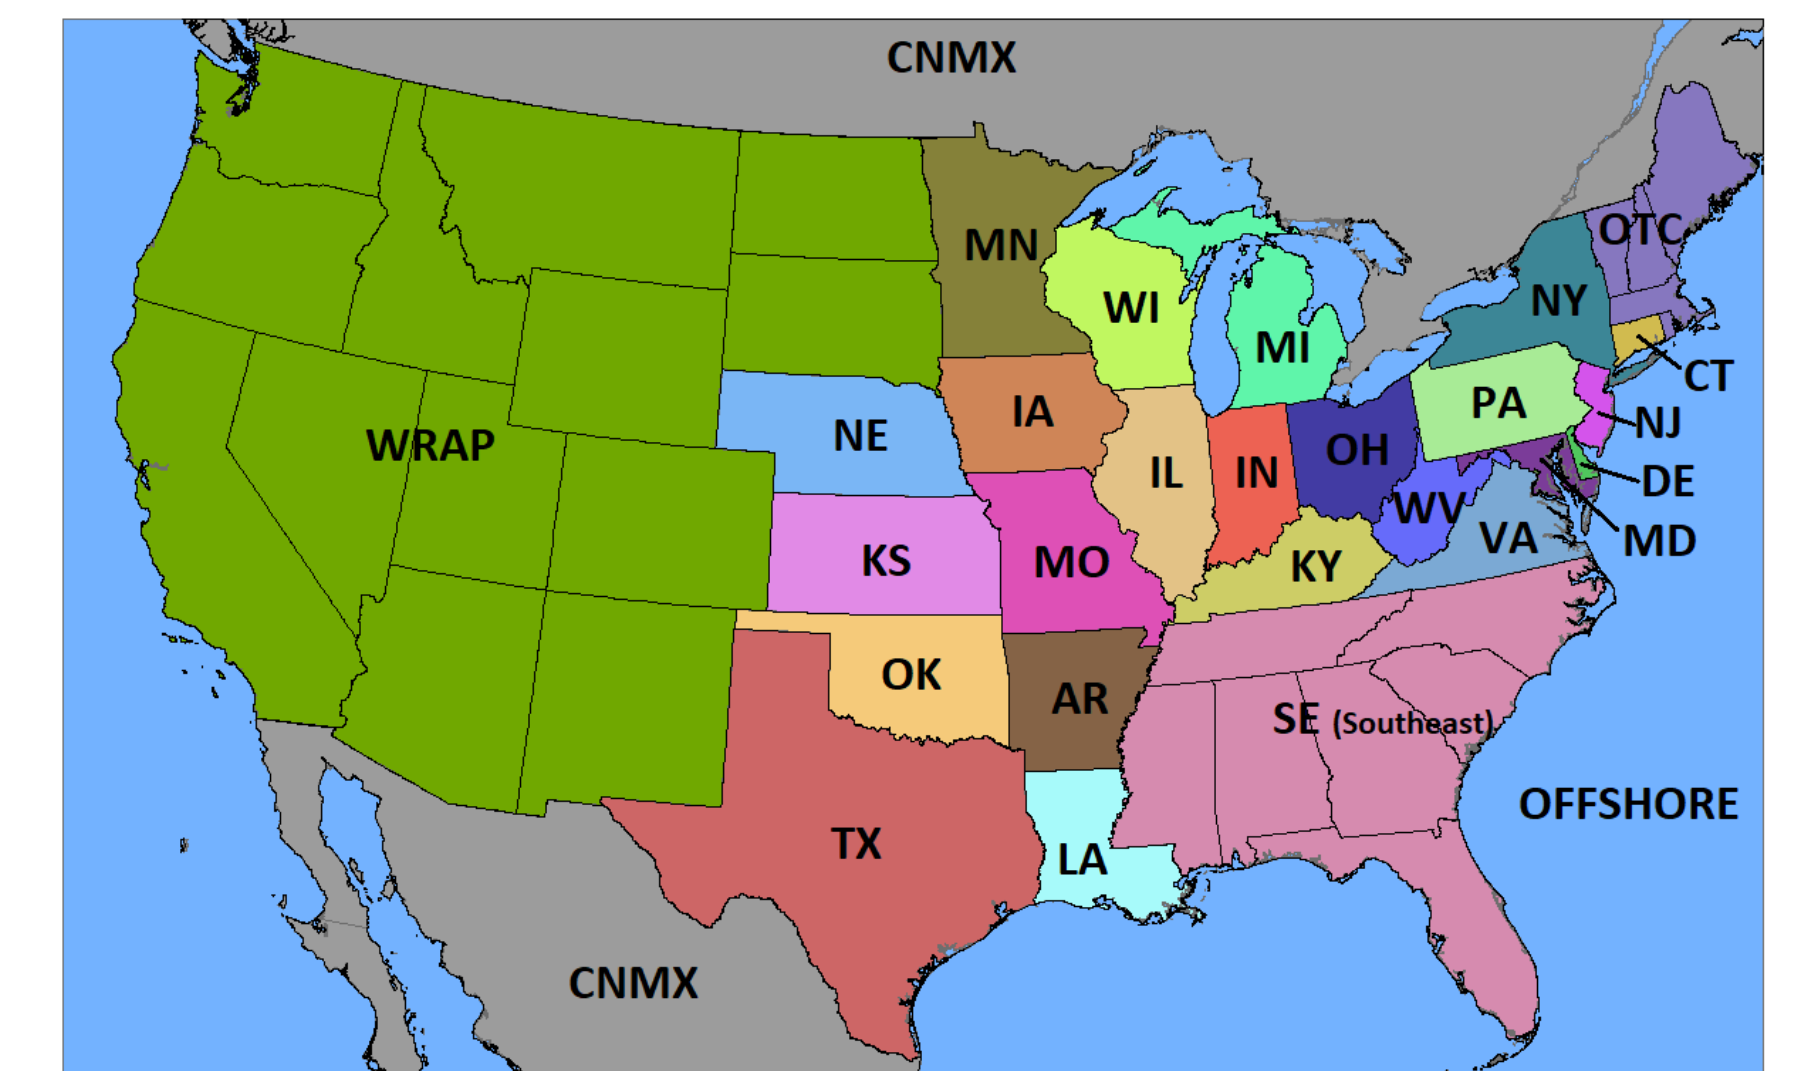 CNMX
OTC
MN
NY
WI
MI
CT
PA
IA
NJ
NE
WRAP
OH
IL
IN
DE
WV
VA
MD
KS
MO
KY
OK
AR
SE (Southeast)
OFFSHORE
TX
LA
CNMX